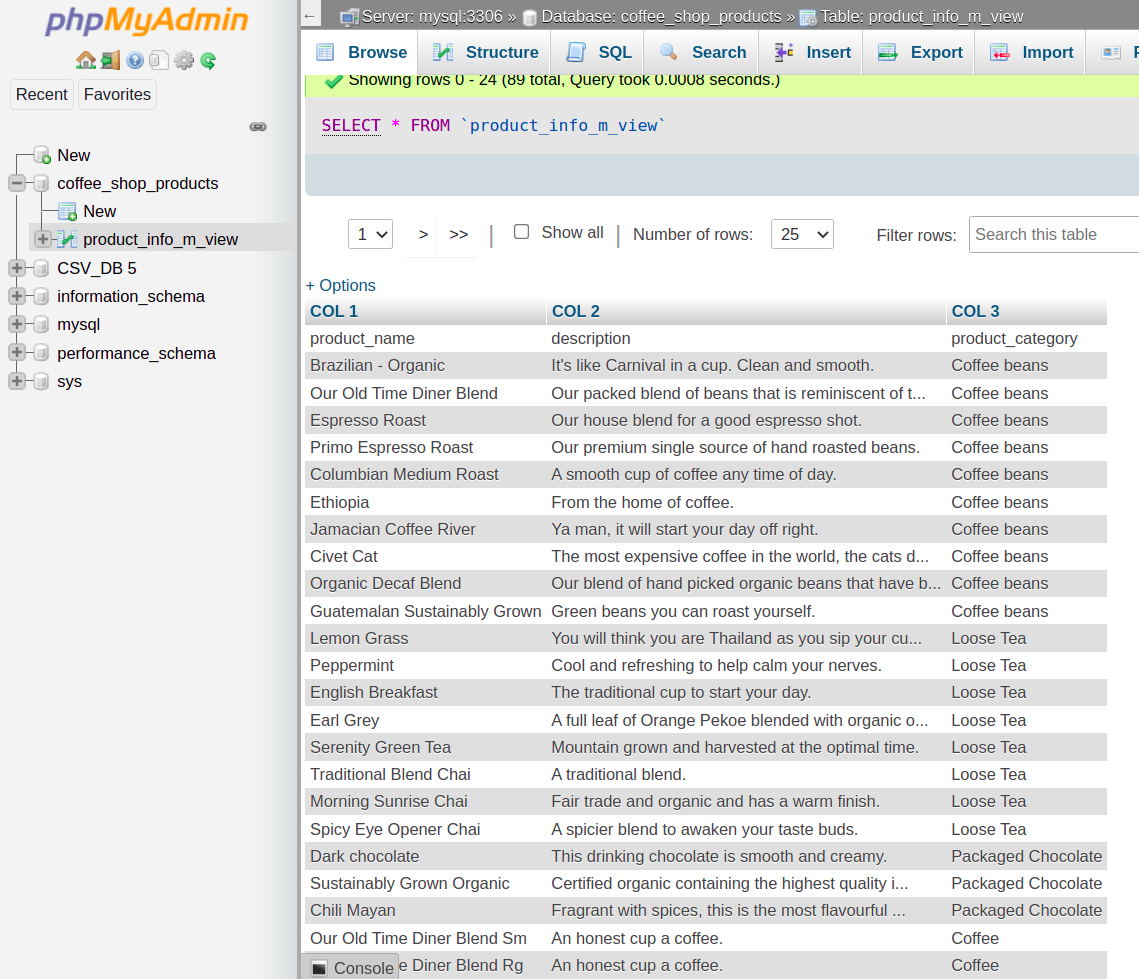 phpMyAdmin
Recent Favorites
New
coffee_shop_products
New
product_info_m_view
CSV_DB 5
information_schema
mysql
performance_schema
sys
← Server: mysql:3306 » Database: coffee_shop_products » Table: product_info_m_view
Browse Structure SQL Search Insert Export Import
Showing rows 0 - 24 (89 total, Query took 0.0008 seconds.)
SELECT * FROM `product_info_m_view`
1 > >> | Show all | Number of rows: 25 Filter rows: Search this table
+ Options
COL 1 COL 2 COL 3
product_name description product_category
Brazilian - Organic It's like Carnival in a cup. Clean and smooth. Coffee beans
Our Old Time Diner Blend Our packed blend of beans that is reminiscent of t... Coffee beans
Espresso Roast Our house blend for a good espresso shot. Coffee beans
Primo Espresso Roast Our premium single source of hand roasted beans. Coffee beans
Columbian Medium Roast A smooth cup of coffee any time of day. Coffee beans
Ethiopia From the home of coffee. Coffee beans
Jamacian Coffee River Ya man, it will start your day off right. Coffee beans
Civet Cat The most expensive coffee in the world, the cats d... Coffee beans
Organic Decaf Blend Our blend of hand picked organic beans that have b... Coffee beans
Guatemalan Sustainably Grown Green beans you can roast yourself. Coffee beans
Lemon Grass You will think you are Thailand as you sip your cu... Loose Tea
Peppermint Cool and refreshing to help calm your nerves. Loose Tea
English Breakfast The traditional cup to start your day. Loose Tea
Earl Grey A full leaf of Orange Pekoe blended with organic o... Loose Tea
Serenity Green Tea Mountain grown and harvested at the optimal time. Loose Tea
Traditional Blend Chai A traditional blend. Loose Tea
Morning Sunrise Chai Fair trade and organic and has a warm finish. Loose Tea
Spicy Eye Opener Chai A spicier blend to awaken your taste buds. Loose Tea
Dark chocolate This drinking chocolate is smooth and creamy. Packaged Chocolate
Sustainably Grown Organic Certified organic containing the highest quality i... Packaged Chocolate
Chili Mayan Fragrant with spices, this is the most flavourful ... Packaged Chocolate
Our Old Time Diner Blend Sm An honest cup a coffee. Coffee
Console e Diner Blend Rg An honest cup a coffee. Coffee